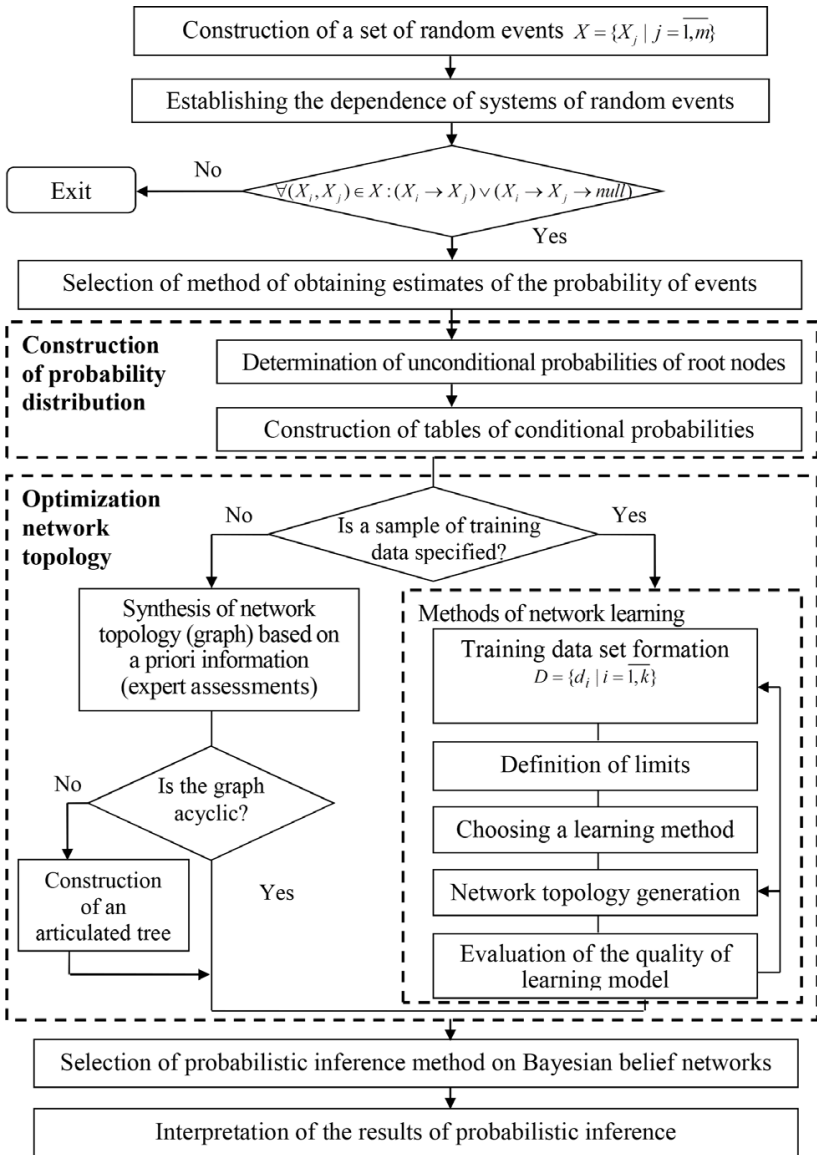 Construction of a set of random events X = {X_j | j = \overline{1,m}}
Establishing the dependence of systems of random events
No
Exit
∀(X_i, X_j) ∈ X : (X_i → X_j) ∨ (X_i → X_j → null)
Yes
Selection of method of obtaining estimates of the probability of events
Construction
of probability
distribution
Determination of unconditional probabilities of root nodes
Construction of tables of conditional probabilities
Optimization
network
topology
No
Is a sample of training
data specified?
Yes
Synthesis of network
topology (graph) based on
a priori information
(expert assessments)
No
Is the graph
acyclic?
Construction
of an
articulated tree
Yes
Methods of network learning
Training data set formation
D = {d_i | i = \overline{1,k}}
Definition of limits
Choosing a learning method
Network topology generation
Evaluation of the quality of
learning model
Selection of probabilistic inference method on Bayesian belief networks
Interpretation of the results of probabilistic inference